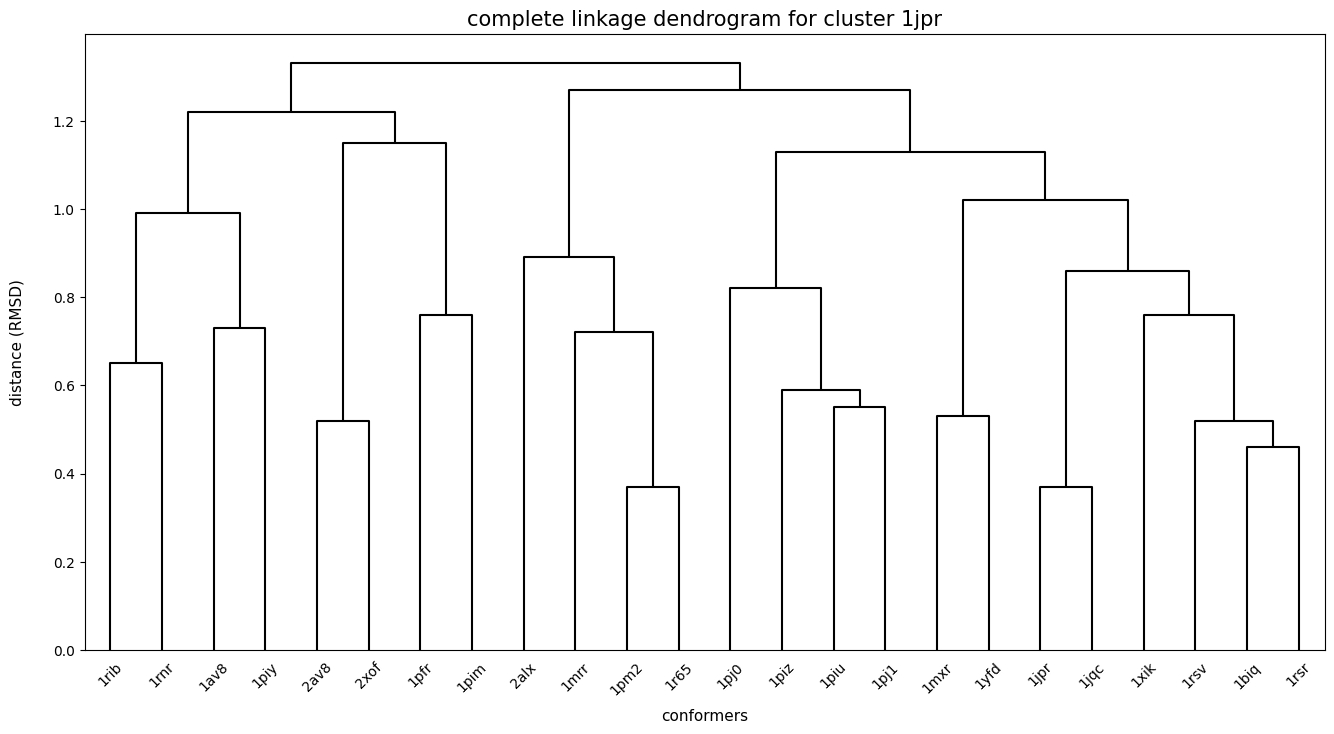 complete linkage dendrogram for cluster 1jpr
distance (RMSD)
1.2
1.0
0.8
0.6
0.4
0.2
0.0
1rib 1rnr 1av8 1piy 2av8 2xof 1pfr 1pim 2alx 1mrr 1pm2 1r65 1pj0 1piz 1piu 1pj1 1mxr 1yfd 1jpr 1jqc 1xik 1rsv 1biq 1rsr
conformers